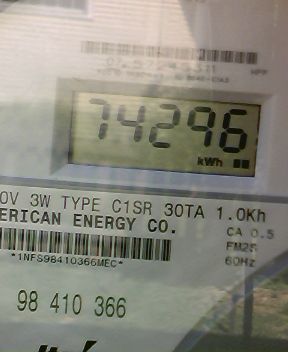 74296
kWh
0V 3W TYPE C1SR 30TA 1.0Kh
ERICAN ENERGY CO.
CA 0.5
FM2S
60Hz
*1NFS98410366MEC*
98 410 366